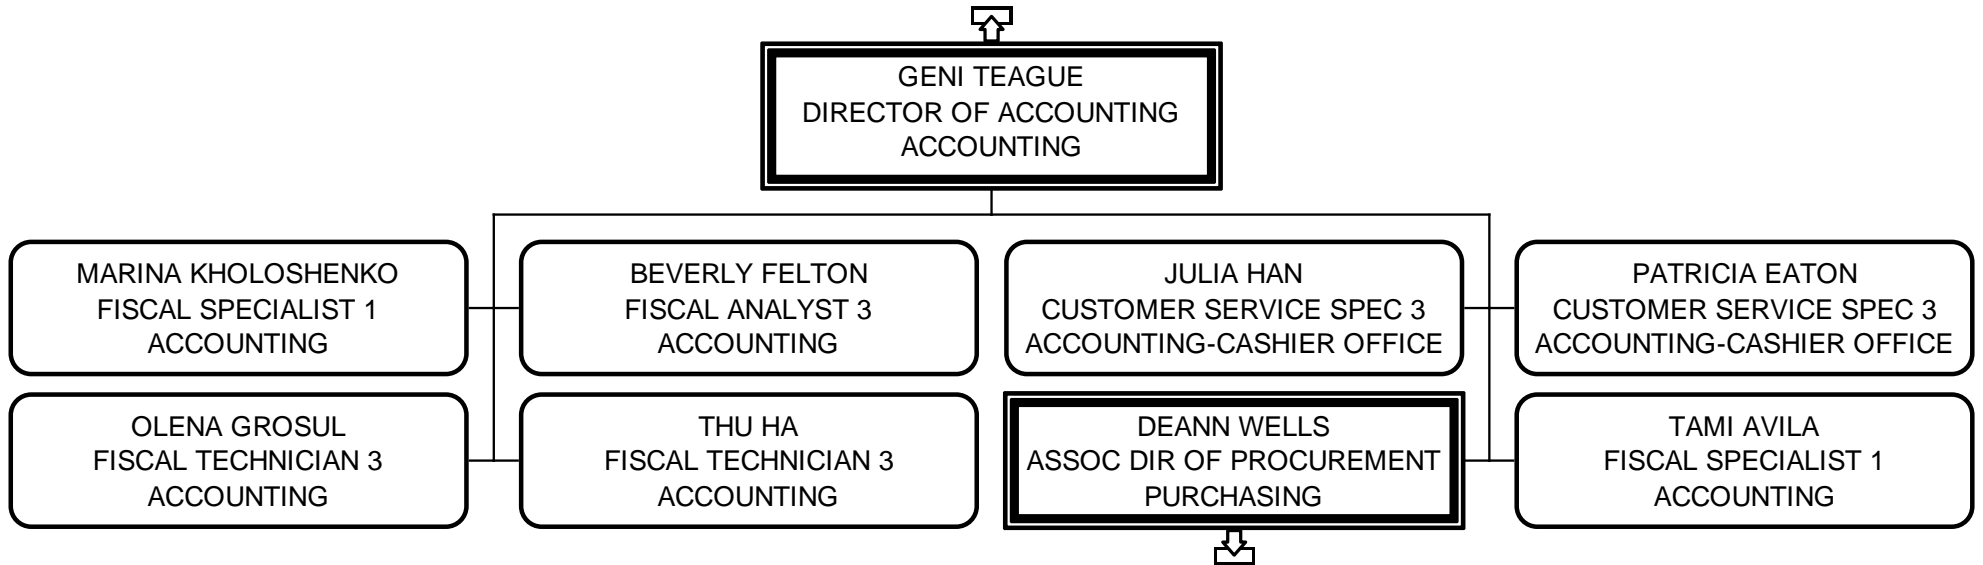 GENI TEAGUE
DIRECTOR OF ACCOUNTING
ACCOUNTING
MARINA KHOLOSHENKO
FISCAL SPECIALIST 1
ACCOUNTING
BEVERLY FELTON
FISCAL ANALYST 3
ACCOUNTING
JULIA HAN
CUSTOMER SERVICE SPEC 3
ACCOUNTING-CASHIER OFFICE
PATRICIA EATON
CUSTOMER SERVICE SPEC 3
ACCOUNTING-CASHIER OFFICE
OLENA GROSUL
FISCAL TECHNICIAN 3
ACCOUNTING
THU HA
FISCAL TECHNICIAN 3
ACCOUNTING
DEANN WELLS
ASSOC DIR OF PROCUREMENT
PURCHASING
TAMI AVILA
FISCAL SPECIALIST 1
ACCOUNTING